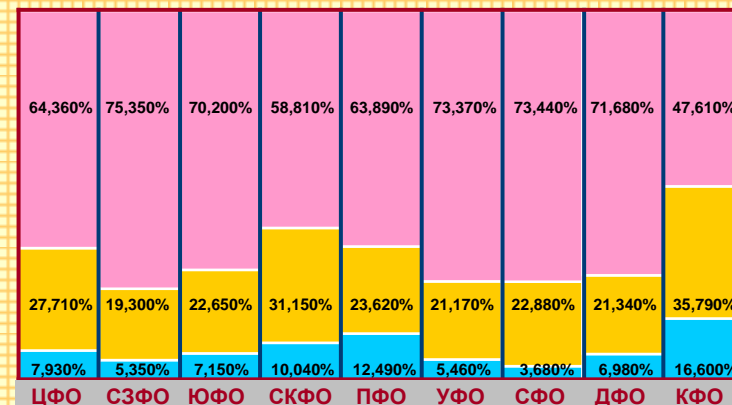 64,360% 75,350% 70,200% 58,810% 63,890% 73,370% 73,440% 71,680% 47,610%
27,710% 19,300% 22,650% 31,150% 23,620% 21,170% 22,880% 21,340% 35,790%
7,930% 5,350% 7,150% 10,040% 12,490% 5,460% 3,680% 6,980% 16,600%
ЦФО СЗФО ЮФО СКФО ПФО УФО СФО ДФО КФО